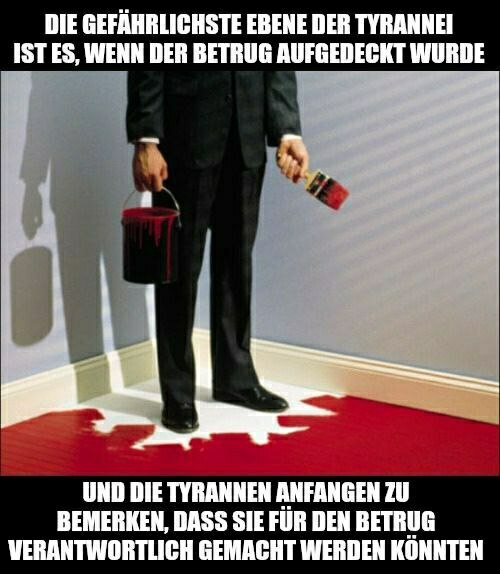 DIE GEFÄHRLICHSTE EBENE DER TYRANNEI
IST ES, WENN DER BETRUG AUFGEDECKT WURDE
UND DIE TYRANNEN ANFANGEN ZU
BEMERKEN, DASS SIE FÜR DEN BETRUG
VERANTWORTLICH GEMACHT WERDEN KÖNNTEN